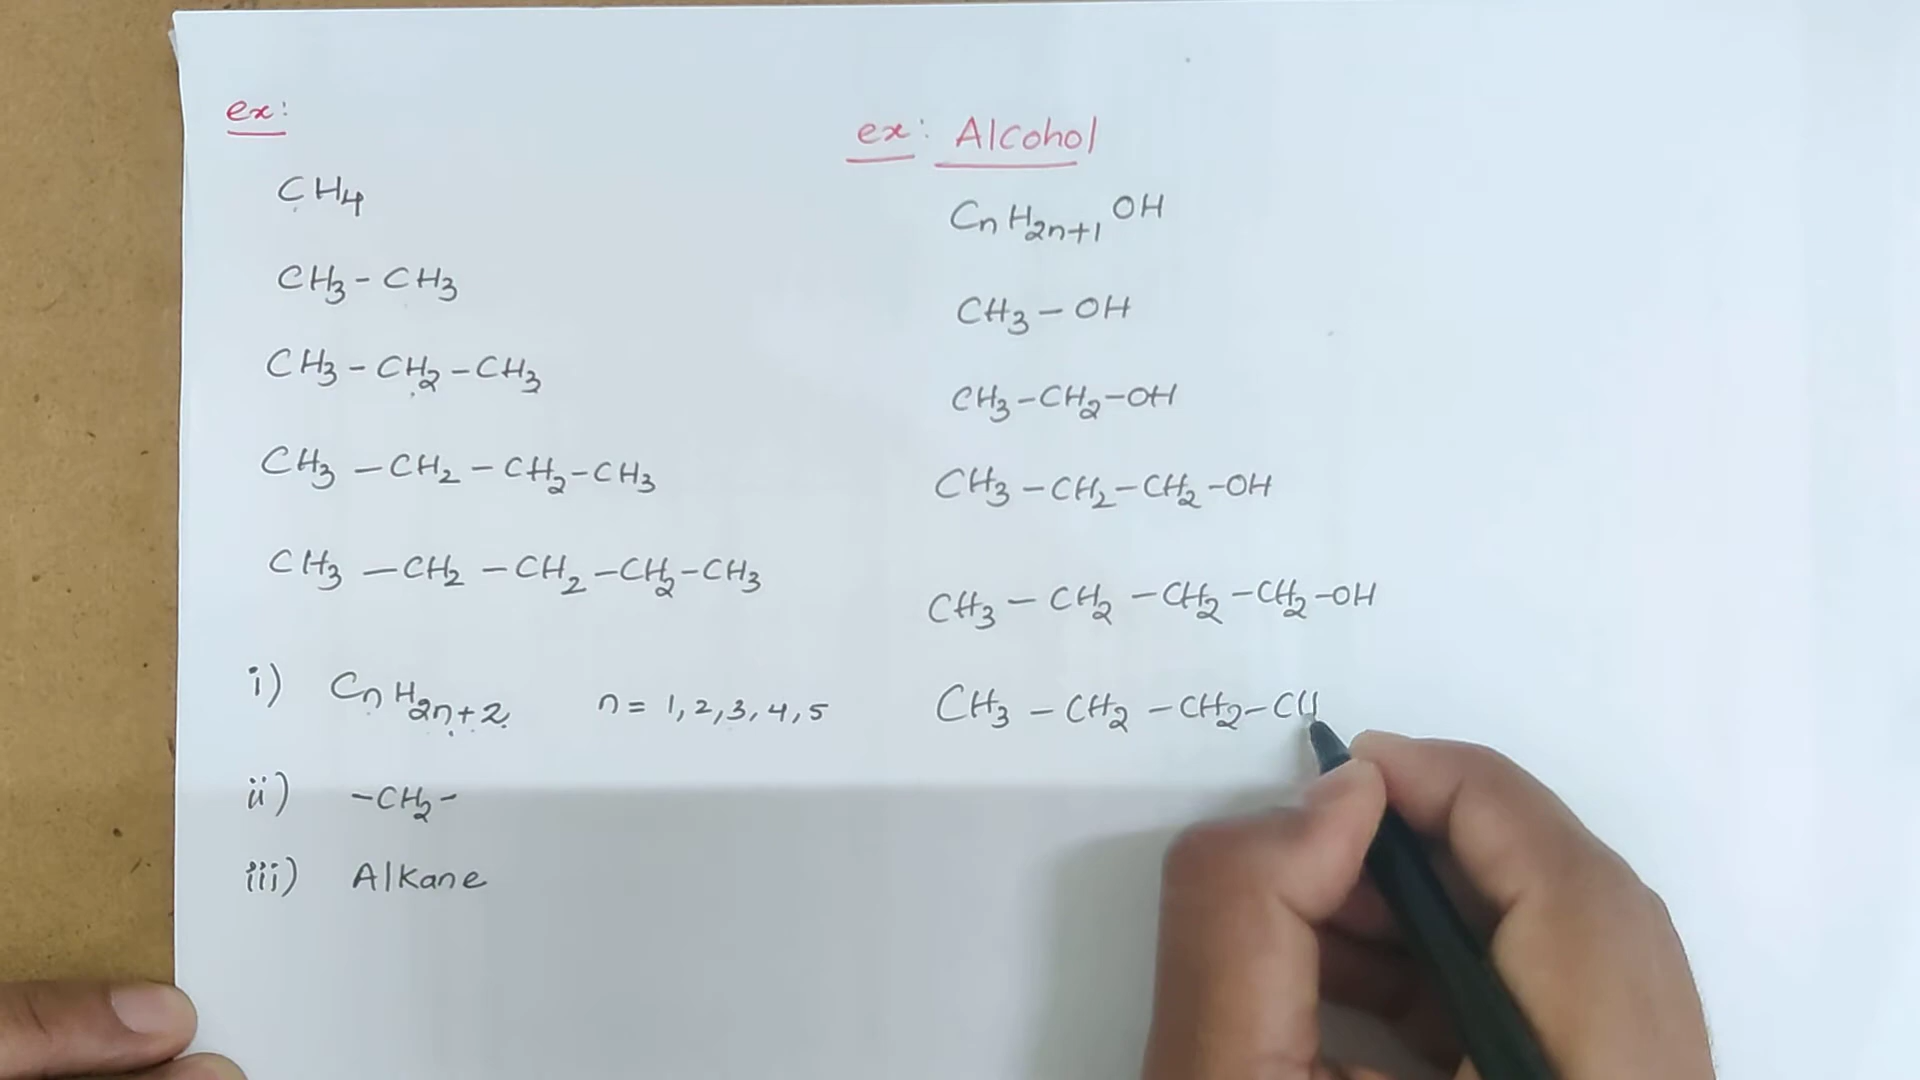 ex:
CH₄
CH₃-CH₃
CH₃-CH₂-CH₃
CH₃-CH₂-CH₂-CH₃
CH₃-CH₂-CH₂-CH₂-CH₃
i) CₙH₂ₙ₊₂ n = 1, 2, 3, 4, 5
ii) -CH₂-
iii) Alkane
ex: Alcohol
CₙH₂ₙ₊₁OH
CH₃-OH
CH₃-CH₂-OH
CH₃-CH₂-CH₂-OH
CH₃-CH₂-CH₂-CH₂-OH
CH₃-CH₂-CH₂-C